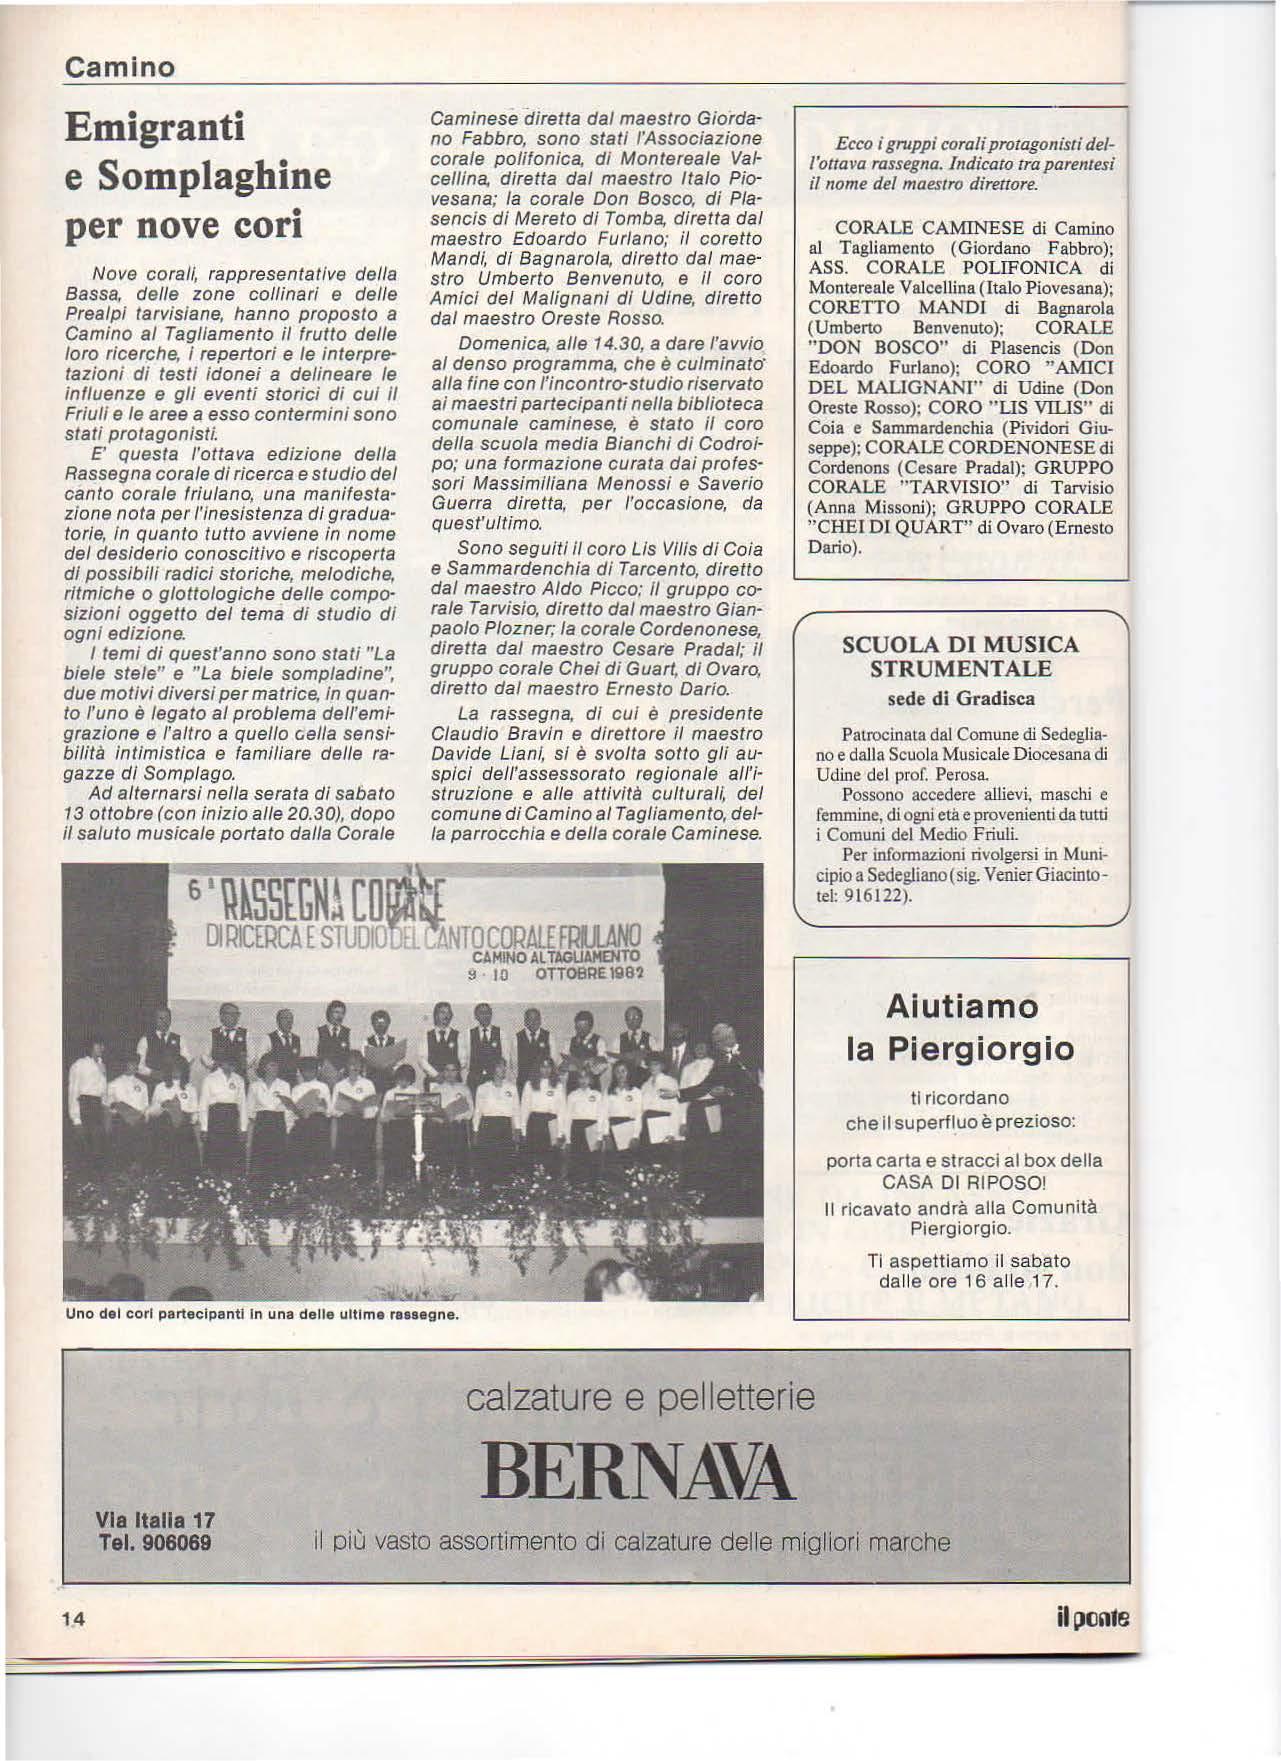 Camino
Emigranti
e Somplaghine
per nove cori
Nove corali, rappresentative della
Bassa, delle zone collinari e delle
Prealpi tarvisiane, hanno proposto a
Camino al Tagliamento il frutto delle
loro ricerche, i repertori e le interpre-
tazioni di testi idonei a delineare le
influenze e gli eventi storici di cui il
Friuli e le aree a esso contermini sono
stati protagonisti.
E' questa l'ottava edizione della
Rassegna corale di ricerca e studio del
canto corale friulano, una manifesta-
zione nota per l'inesistenza di gradua-
torie, in quanto tutto avviene in nome
del desiderio conoscitivo e riscoperta
di possibili radici storiche, melodiche,
ritmiche o glottologiche delle compo-
sizioni oggetto del tema di studio di
ogni edizione.
I temi di quest'anno sono stati "La
biele stele" e "La biele sompladine",
due motivi diversi per matrice, in quan-
to l'uno è legato al problema dell'emi-
grazione e l'altro a quello della sensi-
bilità intimistica e familiare delle ra-
gazze di Somplago.
Ad alternarsi nella serata di sabato
13 ottobre (con inizio alle 20.30), dopo
il saluto musicale portato dalla Corale
Caminese diretta dal maestro Giorda-
no Fabbro, sono stati l'Associazione
corale polifonica, di Montereale Val-
cellina, diretta dal maestro Italo Pio-
vesana; la corale Don Bosco, di Pla-
sencis di Mereto di Tomba, diretta dal
maestro Edoardo Furlano; il coretto
Mandi, di Bagnarola, diretto dal mae-
stro Umberto Benvenuto, e il coro
Amici del Malignani di Udine, diretto
dal maestro Oreste Rosso.
Domenica, alle 14.30, a dare l'avvio
al denso programma, che è culminato
alla fine con l'incontro-studio riservato
ai maestri partecipanti nella biblioteca
comunale caminese, è stato il coro
della scuola media Bianchi di Codroi-
po; una formazione curata dai profes-
sori Massimiliana Menossi e Saverio
Guerra diretta, per l'occasione, da
quest'ultimo.
Sono seguiti il coro Lis Vilis di Coia
e Sammardenchia di Tarcento, diretto
dal maestro Aldo Picco; il gruppo co-
rale Tarvisio, diretto dal maestro Gian-
paolo Plozner; la corale Cordenonese,
diretta dal maestro Cesare Pradal; il
gruppo corale Chei di Guart, di Ovaro,
diretto dal maestro Ernesto Dario.
La rassegna, di cui è presidente
Claudio Bravin e direttore il maestro
Davide Liani, si è svolta sotto gli au-
spici dell'assessorato regionale all'i-
struzione e alle attività culturali, del
comune di Camino al Tagliamento, del-
la parrocchia e della corale Caminese.
Ecco i gruppi corali protagonisti del-
l'ottava rassegna. Indicato tra parentesi
il nome del maestro direttore.
CORALE CAMINESE di Camino
al Tagliamento (Giordano Fabbro);
ASS. CORALE POLIFONICA di
Montereale Valcellina (Italo Piovesana);
CORETTO MANDI di Bagnarola
(Umberto Benvenuto); CORALE
"DON BOSCO" di Plasencis (Don
Edoardo Furlano); CORO "AMICI
DEL MALIGNANI" di Udine (Don
Oreste Rosso); CORO "LIS VILIS" di
Coia e Sammardenchia (Pividori Giu-
seppe); CORALE CORDENONESE di
Cordenons (Cesare Pradal); GRUPPO
CORALE "TARVISIO" di Tarvisio
(Anna Missoni); GRUPPO CORALE
"CHEI DI QUART" di Ovaro (Ernesto
Dario).
SCUOLA DI MUSICA
STRUMENTALE
sede di Gradisca
Patrocinata dal Comune di Sedeglia-
no e dalla Scuola Musicale Diocesana di
Udine del prof. Perosa.
Possono accedere allievi, maschi e
femmine, di ogni età e provenienti da tutti
i Comuni del Medio Friuli.
Per informazioni rivolgersi in Muni-
cipio a Sedegliano (sig. Venier Giacinto -
tel: 916122).
6ª RASSEGNA CORALE
DI RICERCA E STUDIO DEL CANTO CORALE FRIULANO
CAMINO AL TAGLIAMENTO
9 - 10 OTTOBRE 1982
Uno dei cori partecipanti in una delle ultime rassegne.
Aiutiamo
la Piergiorgio
ti ricordano
che il superfluo è prezioso:
porta carta e stracci al box della
CASA DI RIPOSO!
Il ricavato andrà alla Comunità
Piergiorgio.
Ti aspettiamo il sabato
dalle ore 16 alle 17.
calzature e pelletterie
BERNAVA
Via Italia 17
Tel. 906069
il più vasto assortimento di calzature delle migliori marche
14
il ponte